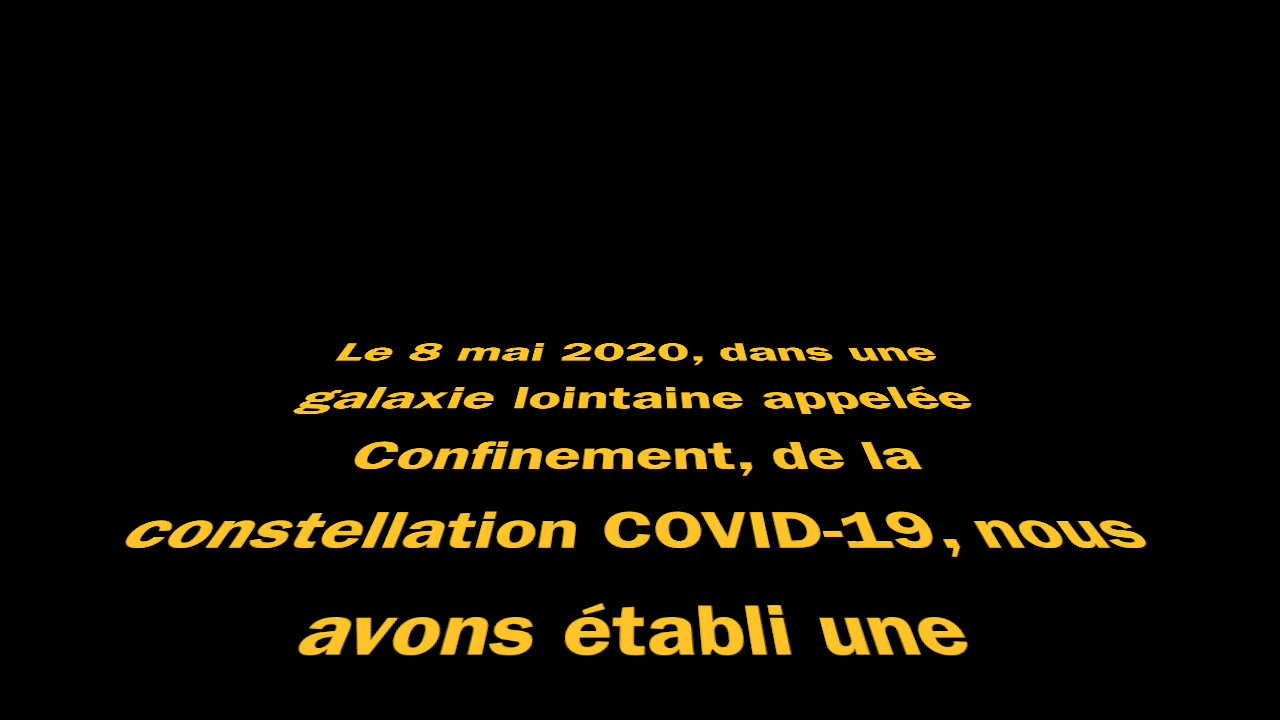 Le 8 mai 2020, dans une
galaxie lointaine appelée
Confinement, de la
constellation COVID-19, nous
avons établi une